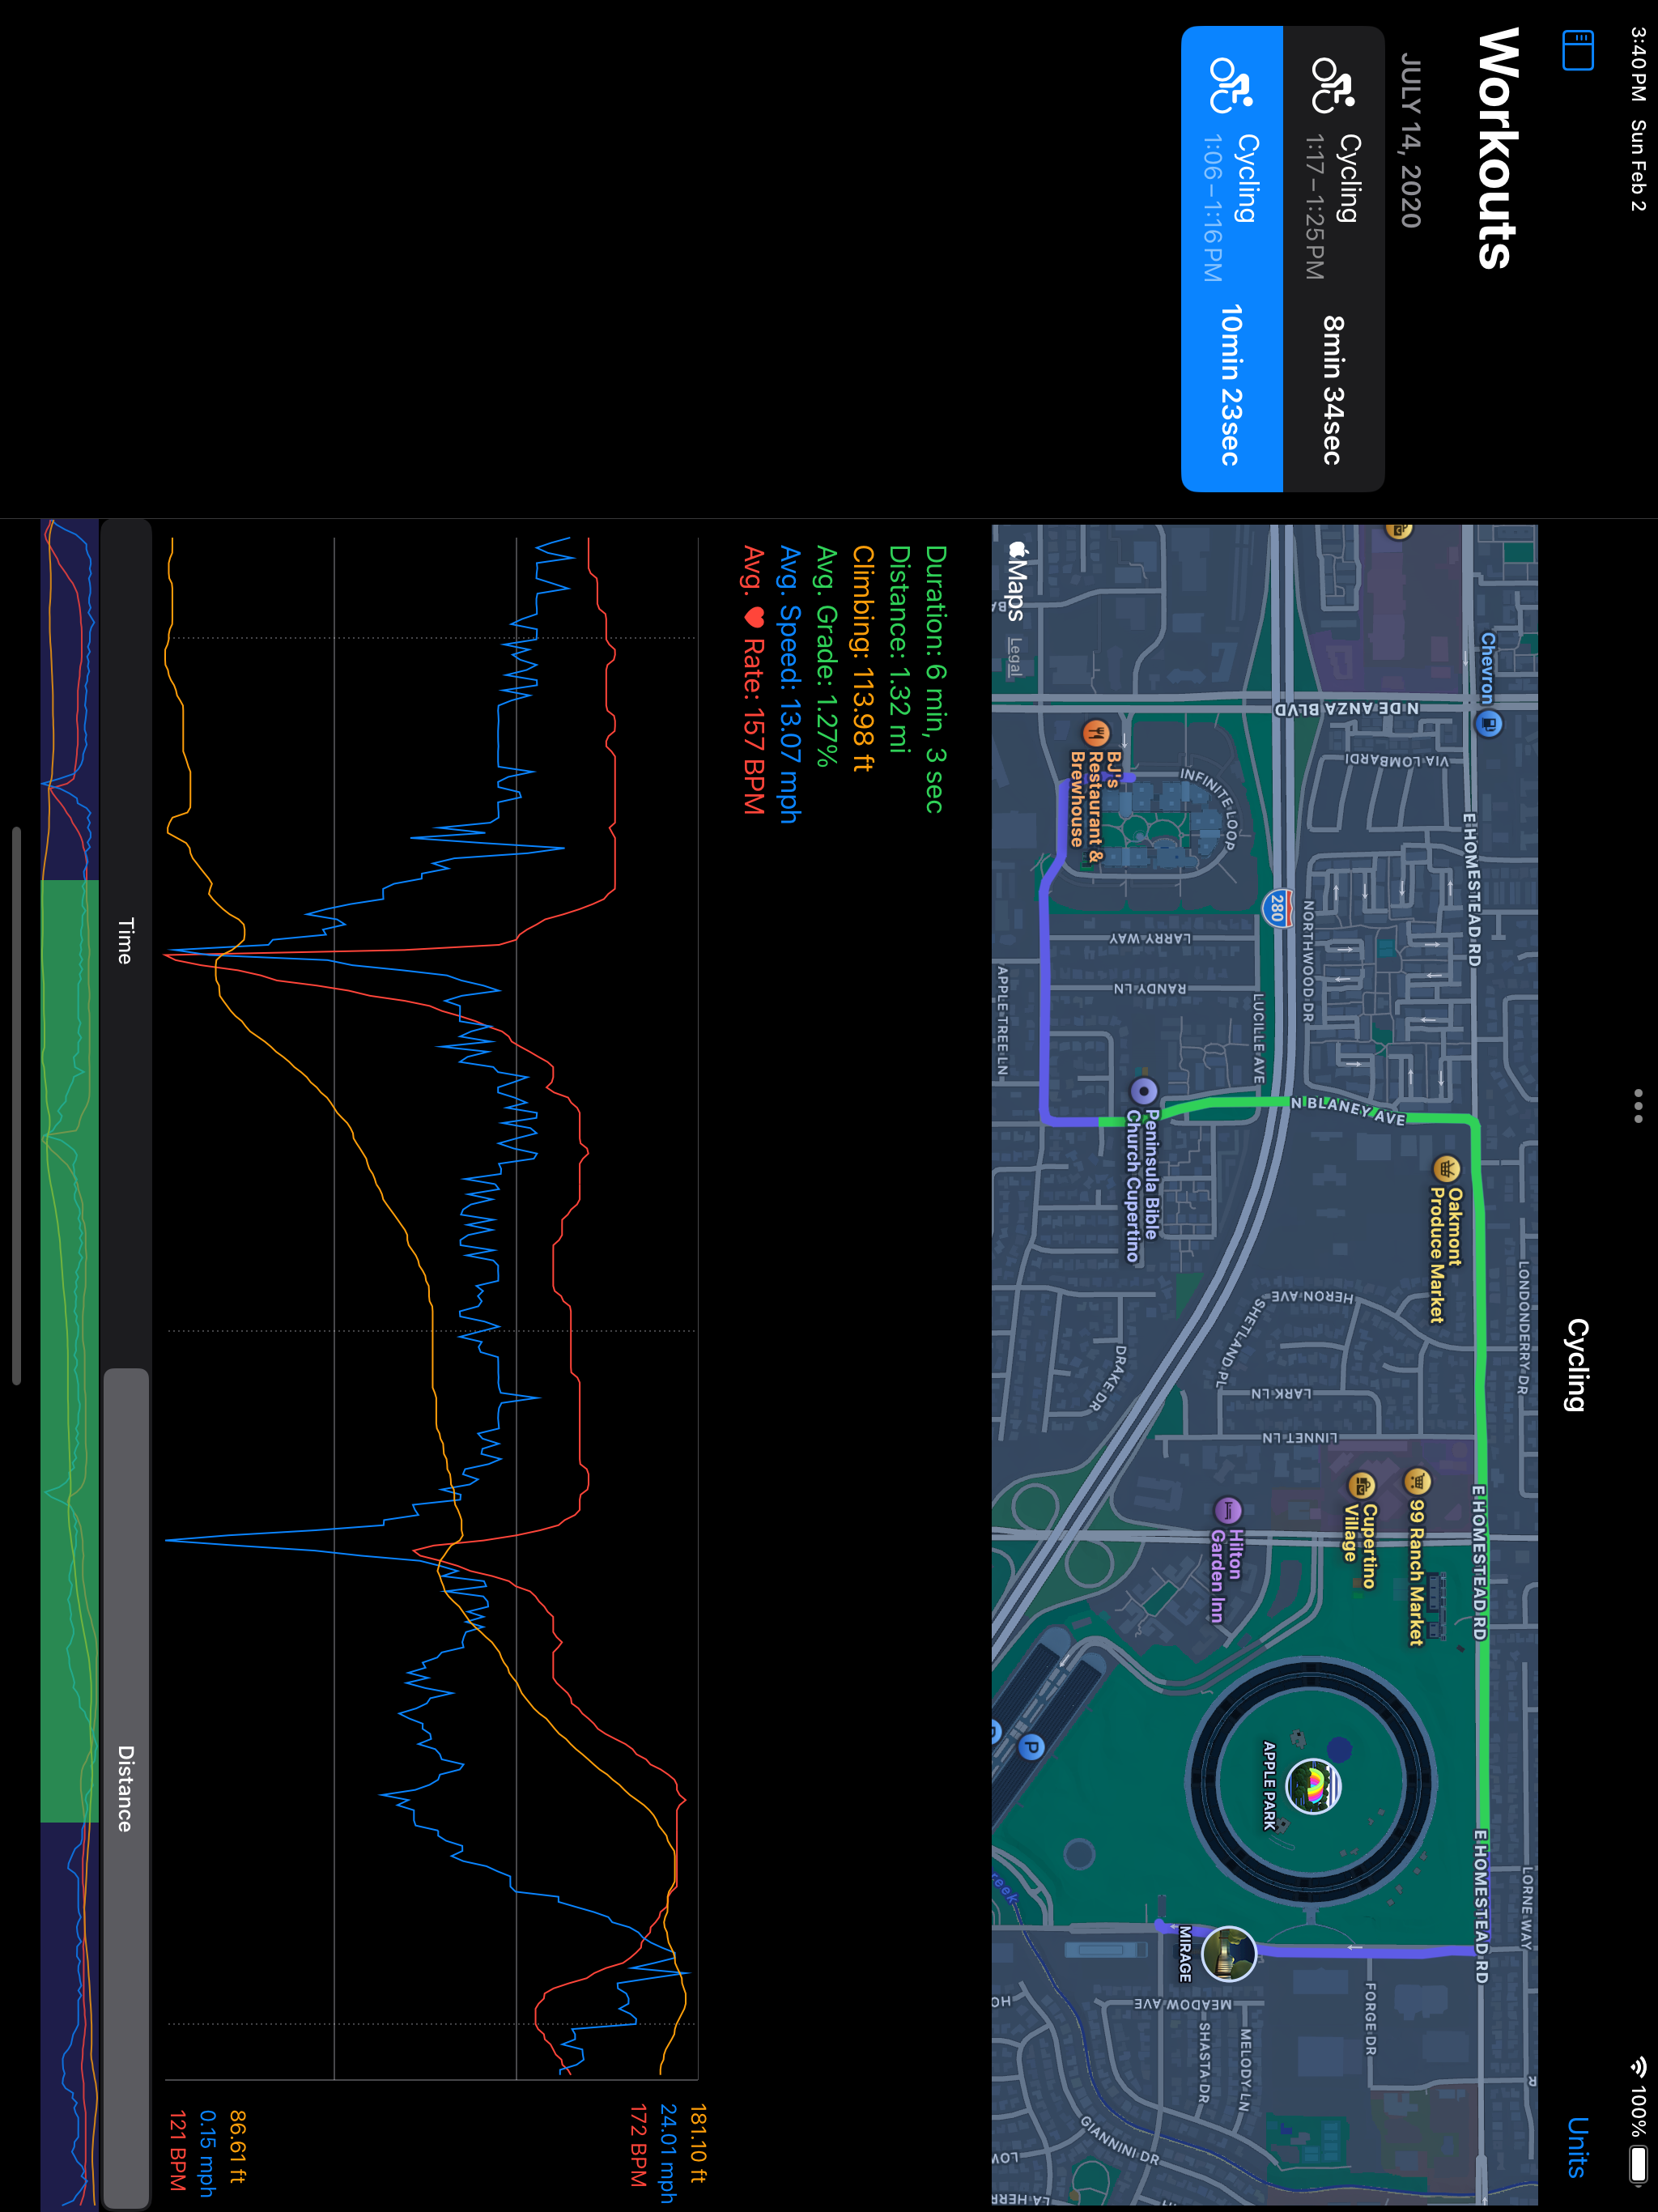 3:40 PM Sun Feb 2
100%
Workouts
JULY 14, 2020
Cycling
1:17 – 1:25 PM
8min 34sec
Cycling
1:06 – 1:16 PM
10min 23sec
Cycling
Units
Chevron
N DE ANZA BLVD
VIA LOMBARDI
E HOMESTEAD RD
LONDONDERRY DR
E HOMESTEAD RD
E HOMESTEAD RD
LORNE WAY
280
NORTHWOOD DR
N BLANEY AVE
Oakmont
Produce Market
HERON AVE
SHETLAND PL
LARK LN
LINNET LN
99 Ranch Market
Cupertino
Village
Hilton
Garden Inn
APPLE PARK
MIRAGE
FORGE DR
MEADOW AVE
SHASTA DR
MELODY LN
GIANNINI DR
INFINITE LOOP
BJ's
Restaurant &
Brewhouse
LARRY WAY
RANDY LN
LUCILLE AVE
APPLE TREE LN
Peninsula Bible
Church Cupertino
DRAKE DR
P
Maps
Legal
Duration: 6 min, 3 sec
Distance: 1.32 mi
Climbing: 113.98 ft
Avg. Grade: 1.27%
Avg. Speed: 13.07 mph
Avg. ♥ Rate: 157 BPM
181.10 ft
24.01 mph
172 BPM
86.61 ft
0.15 mph
121 BPM
Time
Distance